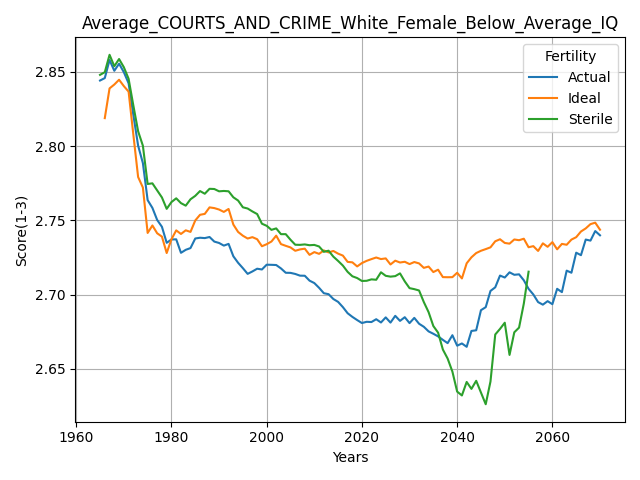 Average_COURTS_AND_CRIME_White_Female_Below_Average_IQ
Fertility
Actual
Ideal
Sterile
2.85
2.80
2.75
2.70
2.65
Score(1-3)
1960
1980
2000
2020
2040
2060
Years